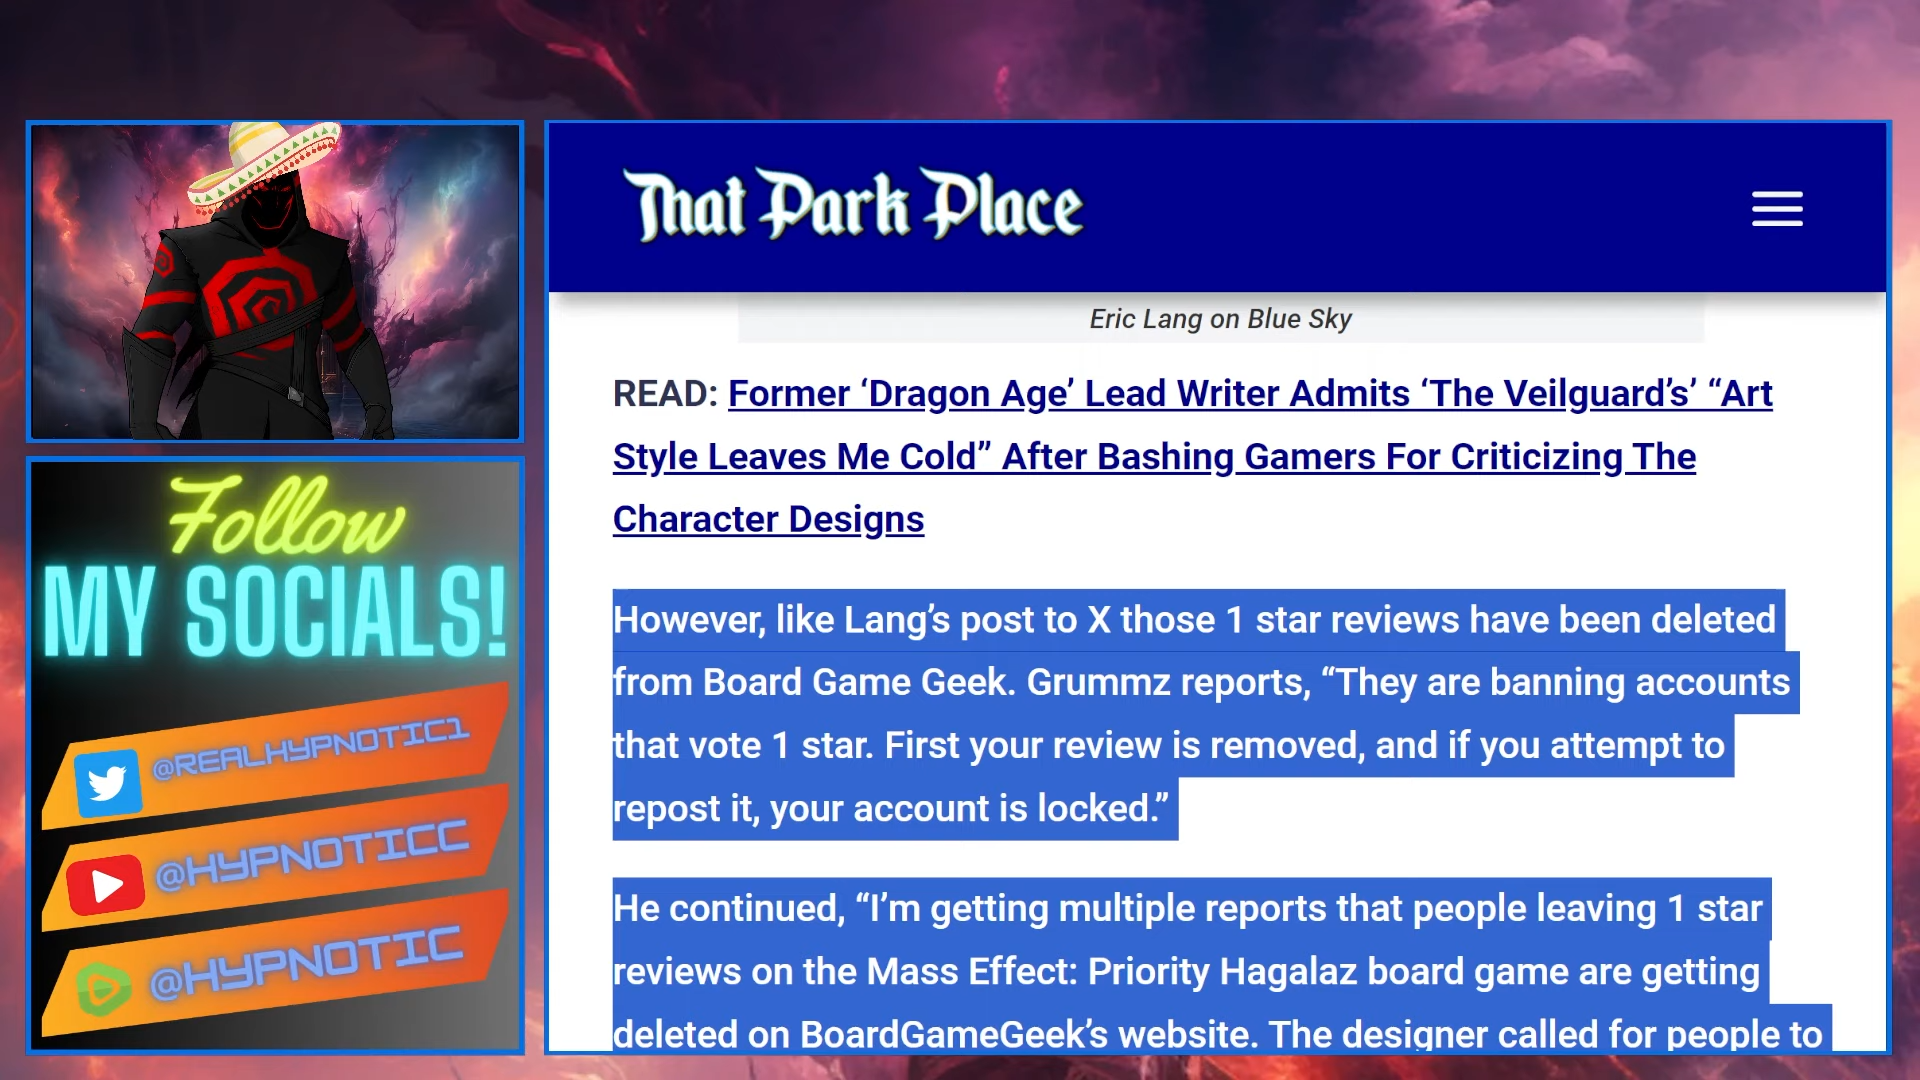 That Park Place
Eric Lang on Blue Sky
READ: Former ‘Dragon Age’ Lead Writer Admits ‘The Veilguard’s’ “Art
Style Leaves Me Cold” After Bashing Gamers For Criticizing The
Character Designs
However, like Lang’s post to X those 1 star reviews have been deleted
from Board Game Geek. Grummz reports, “They are banning accounts
that vote 1 star. First your review is removed, and if you attempt to
repost it, your account is locked.”
He continued, “I’m getting multiple reports that people leaving 1 star
reviews on the Mass Effect: Priority Hagalaz board game are getting
deleted on BoardGameGeek’s website. The designer called for people to
Follow
MY SOCIALS!
@REALHYPNOTIC1
@HYPNOTICC
@HYPNOTIC